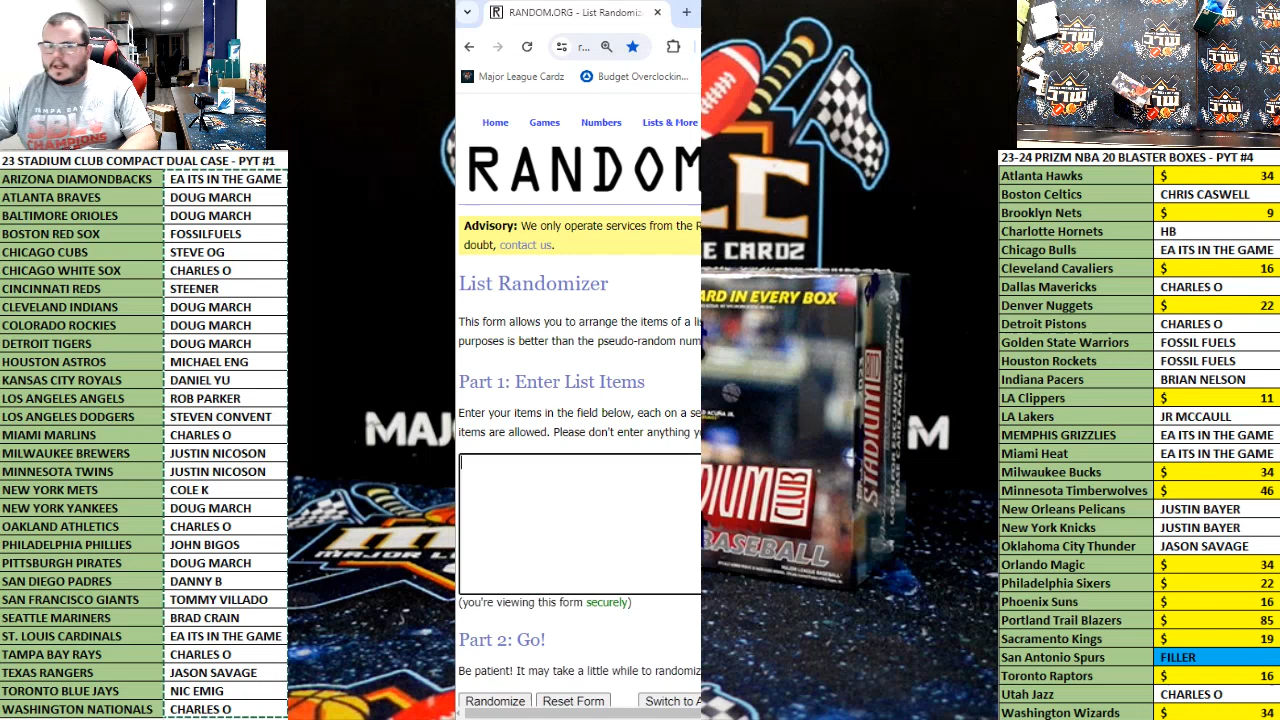 23 STADIUM CLUB COMPACT DUAL CASE - PYT #1
ARIZONA DIAMONDBACKS EA ITS IN THE GAME
ATLANTA BRAVES DOUG MARCH
BALTIMORE ORIOLES DOUG MARCH
BOSTON RED SOX FOSSILFUELS
CHICAGO CUBS STEVE OG
CHICAGO WHITE SOX CHARLES O
CINCINNATI REDS STEENER
CLEVELAND INDIANS DOUG MARCH
COLORADO ROCKIES DOUG MARCH
DETROIT TIGERS DOUG MARCH
HOUSTON ASTROS MICHAEL ENG
KANSAS CITY ROYALS DANIEL YU
LOS ANGELES ANGELS ROB PARKER
LOS ANGELES DODGERS STEVEN CONVENT
MIAMI MARLINS CHARLES O
MILWAUKEE BREWERS JUSTIN NICOSON
MINNESOTA TWINS JUSTIN NICOSON
NEW YORK METS COLE K
NEW YORK YANKEES DOUG MARCH
OAKLAND ATHLETICS CHARLES O
PHILADELPHIA PHILLIES JOHN BIGOS
PITTSBURGH PIRATES DOUG MARCH
SAN DIEGO PADRES DANNY B
SAN FRANCISCO GIANTS TOMMY VILLADO
SEATTLE MARINERS BRAD CRAIN
ST. LOUIS CARDINALS EA ITS IN THE GAME
TAMPA BAY RAYS CHARLES O
TEXAS RANGERS JASON SAVAGE
TORONTO BLUE JAYS NIC EMIG
WASHINGTON NATIONALS CHARLES O
TAMPA BAY
CHAMPIONS
RANDOM.ORG - List Randomiz
r...
Major League Cardz
Budget Overclockin...
Home Games Numbers Lists & More
RANDOM
Advisory: We only operate services from the R
doubt, contact us.
List Randomizer
This form allows you to arrange the items of a li
purposes is better than the pseudo-random num
Part 1: Enter List Items
Enter your items in the field below, each on a se
items are allowed. Please don't enter anything y
(you're viewing this form securely)
Part 2: Go!
Be patient! It may take a little while to randomiz
Randomize Reset Form Switch to A
E CARDZ
MAJ
M
ARD IN EVERY BOX
DIUM
CLUB
BASEBALL
STADIUM CLUB
23-24 PRIZM NBA 20 BLASTER BOXES - PYT #4
Atlanta Hawks $ 34
Boston Celtics CHRIS CASWELL
Brooklyn Nets $ 9
Charlotte Hornets HB
Chicago Bulls EA ITS IN THE GAME
Cleveland Cavaliers $ 16
Dallas Mavericks CHARLES O
Denver Nuggets $ 22
Detroit Pistons CHARLES O
Golden State Warriors FOSSIL FUELS
Houston Rockets FOSSIL FUELS
Indiana Pacers BRIAN NELSON
LA Clippers $ 11
LA Lakers JR MCCAULL
MEMPHIS GRIZZLIES EA ITS IN THE GAME
Miami Heat EA ITS IN THE GAME
Milwaukee Bucks $ 34
Minnesota Timberwolves $ 46
New Orleans Pelicans JUSTIN BAYER
New York Knicks JUSTIN BAYER
Oklahoma City Thunder JASON SAVAGE
Orlando Magic $ 34
Philadelphia Sixers $ 22
Phoenix Suns $ 16
Portland Trail Blazers $ 85
Sacramento Kings $ 19
San Antonio Spurs FILLER
Toronto Raptors $ 16
Utah Jazz CHARLES O
Washington Wizards $ 34